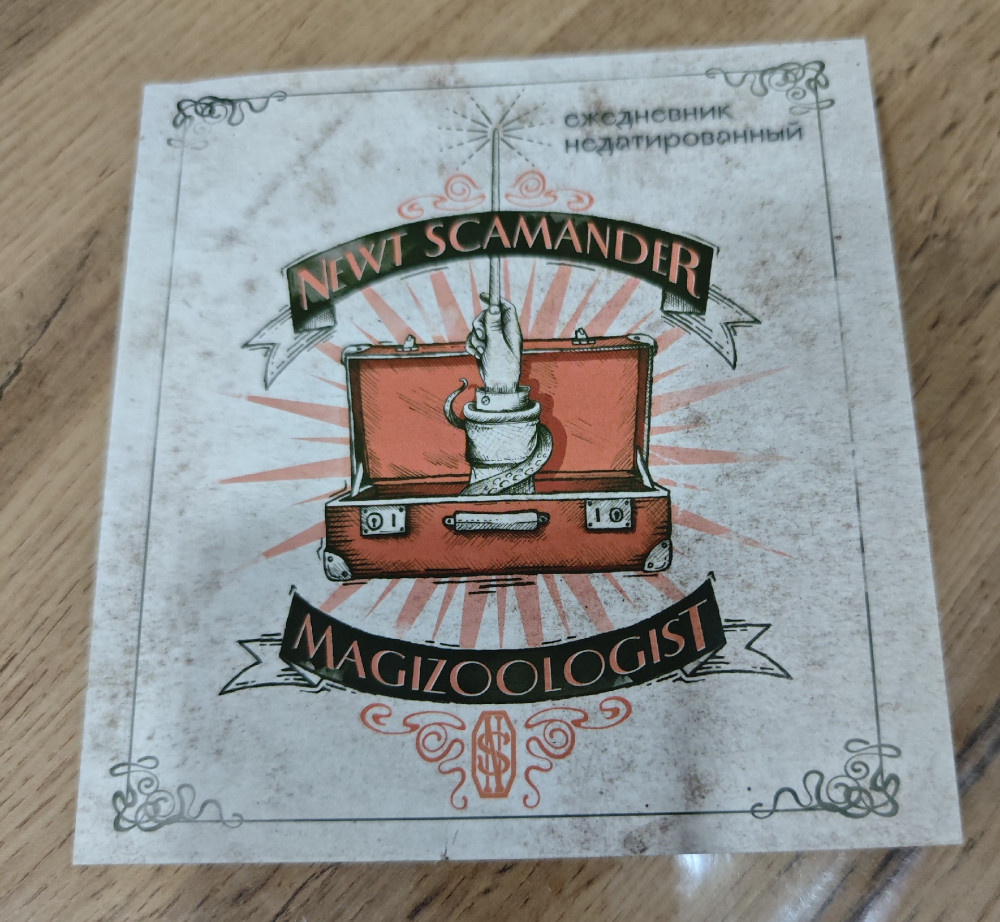 ежедневник
недатированный
NEWT SCAMANDER
MAGIZOOLOGIST